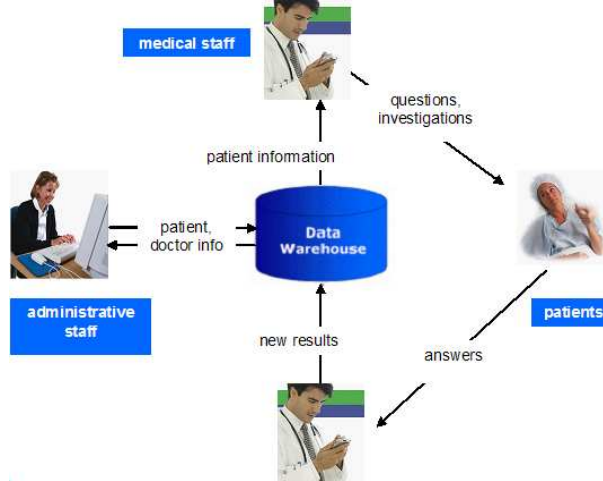 medical staff
questions,
investigations
patient information
patient,
doctor info
Data
Warehouse
administrative
staff
patients
new results
answers